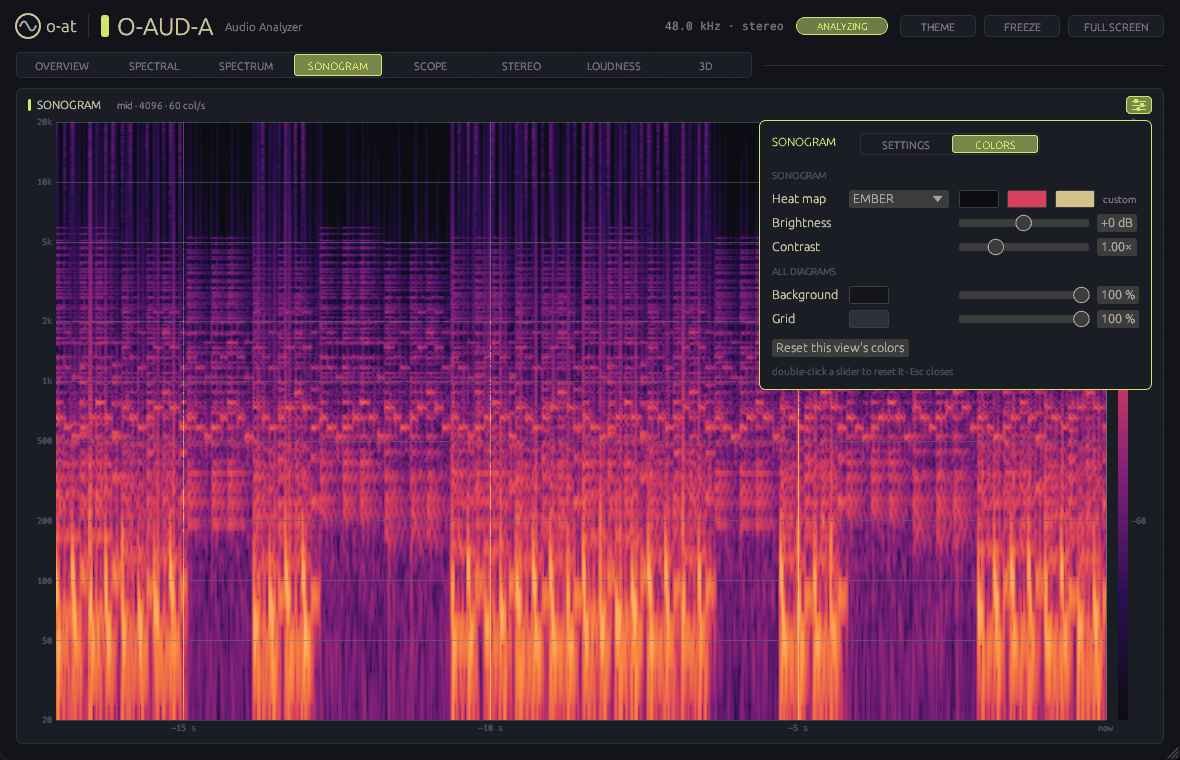 o-at O-AUD-A Audio Analyzer 48.0 kHz · stereo ANALYZING THEME FREEZE FULL SCREEN
OVERVIEW SPECTRAL SPECTRUM SONOGRAM SCOPE STEREO LOUDNESS 3D
SONOGRAM mid · 4096 · 60 col/s
20k
10k
5k
2k
1k
500
200
100
50
20
SONOGRAM SETTINGS COLORS
SONOGRAM
Heat map EMBER custom
Brightness +0 dB
Contrast 1.00×
ALL DIAGRAMS
Background 100 %
Grid 100 %
Reset this view's colors
double-click a slider to reset it · Esc closes
-60
-15 s -10 s -5 s now